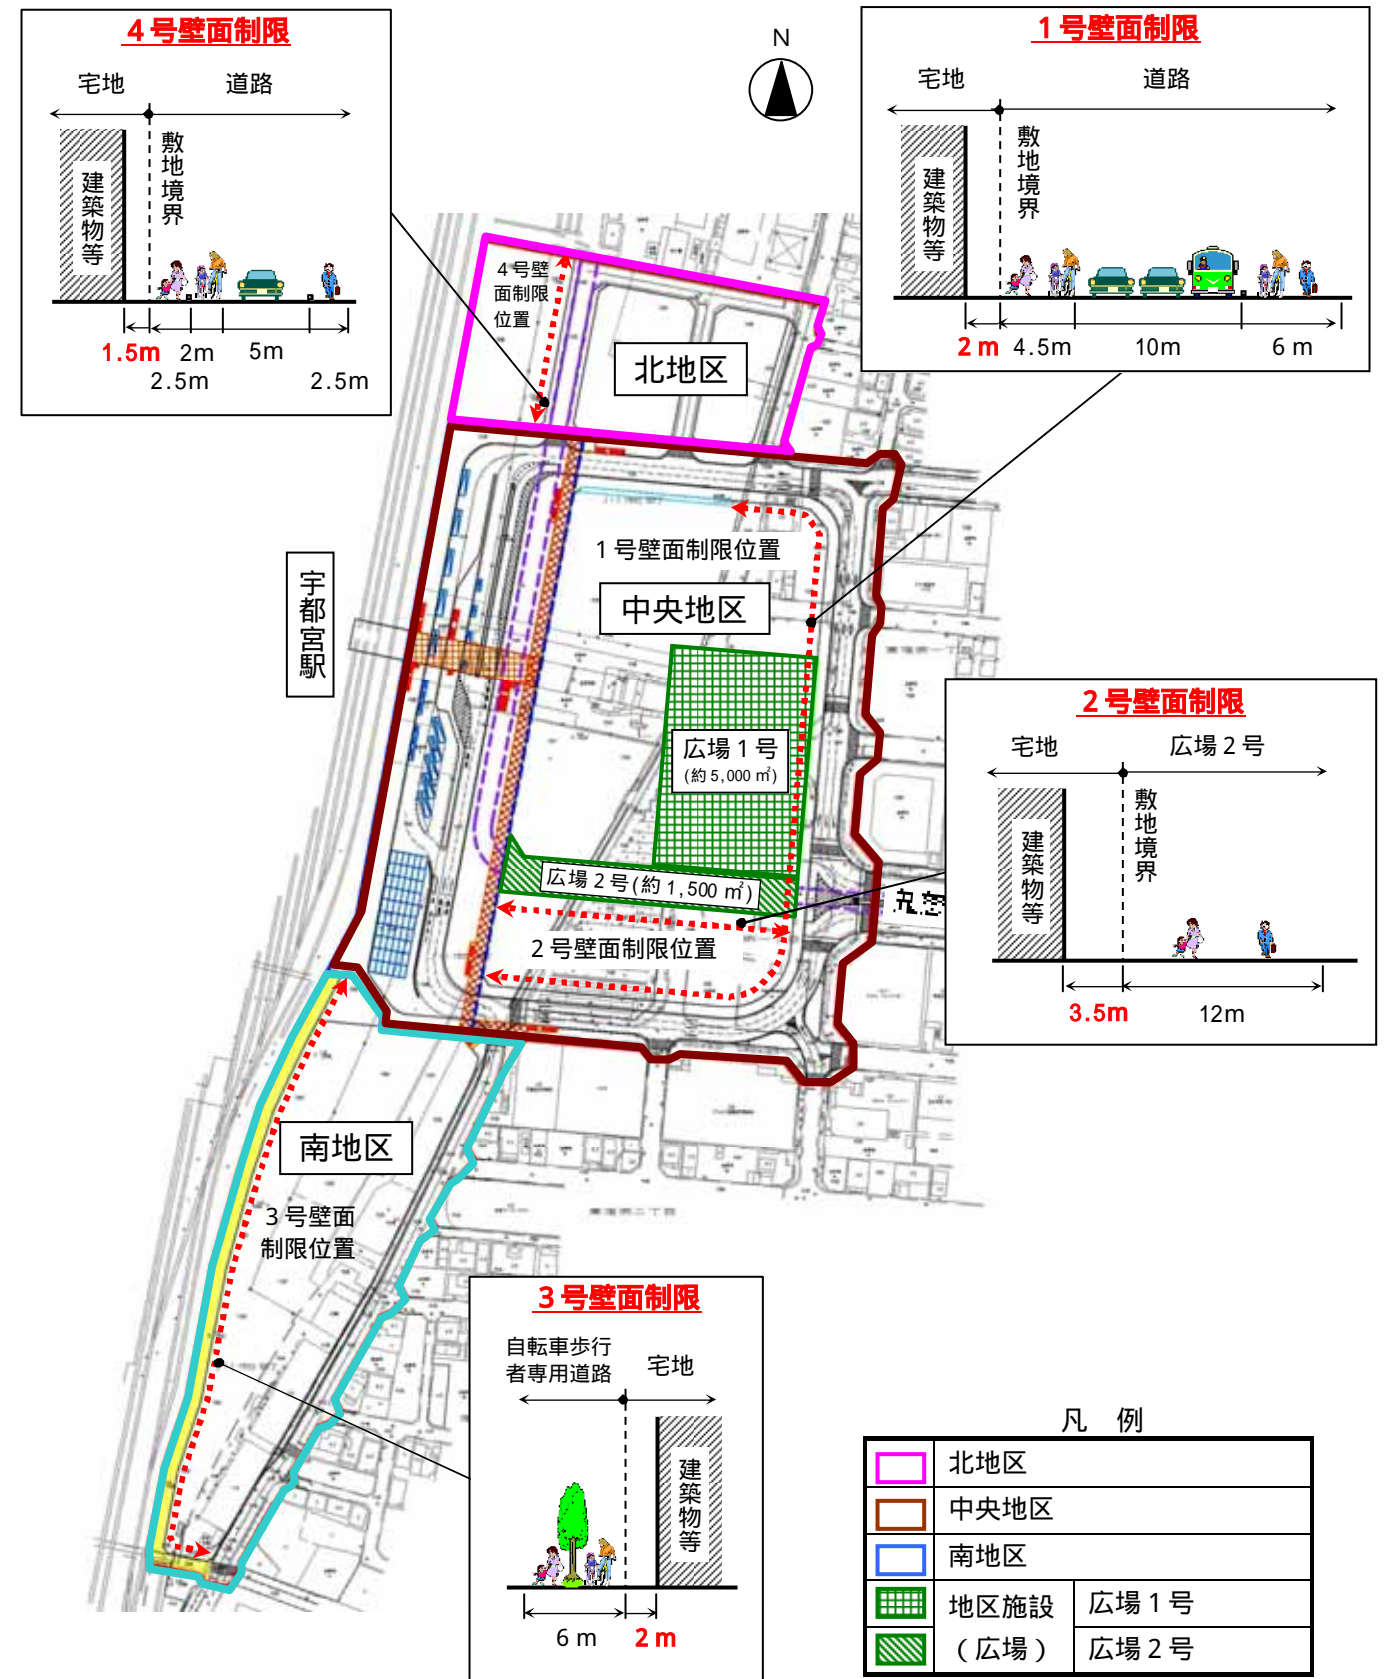 4号壁面制限
宅地
道路
敷地境界
建築物等
1.5m
2m
5m
2.5m
2.5m
N
1号壁面制限
宅地
道路
敷地境界
建築物等
2 m
4.5m
10m
6 m
4号壁
面制限
位置
北地区
1号壁面制限位置
中央地区
宇都宮駅
広場1号
(約5,000㎡)
広場2号(約1,500㎡)
2号壁面制限位置
2号壁面制限
宅地
広場2号
敷地境界
建築物等
3.5m
12m
南地区
3号壁面
制限位置
3号壁面制限
自転車歩行
者専用道路
宅地
建築物等
6 m
2 m
凡 例
北地区
中央地区
南地区
地区施設
(広場)
広場1号
広場2号